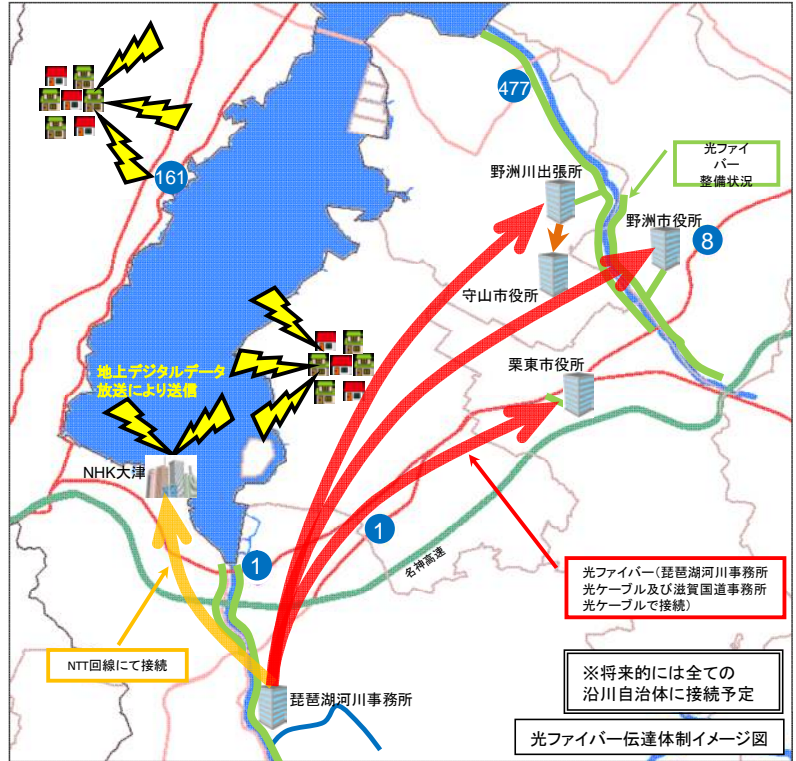 477
光ファイ
バー
整備状況
161
野洲川出張所
野洲市役所
8
守山市役所
地上デジタルデータ
放送により送信
栗東市役所
NHK大津
1
1
名神高速
光ファイバー(琵琶湖河川事務所
光ケーブル及び滋賀国道事務所
光ケーブルで接続)
NTT回線にて接続
※将来的には全ての
沿川自治体に接続予定
琵琶湖河川事務所
光ファイバー伝達体制イメージ図